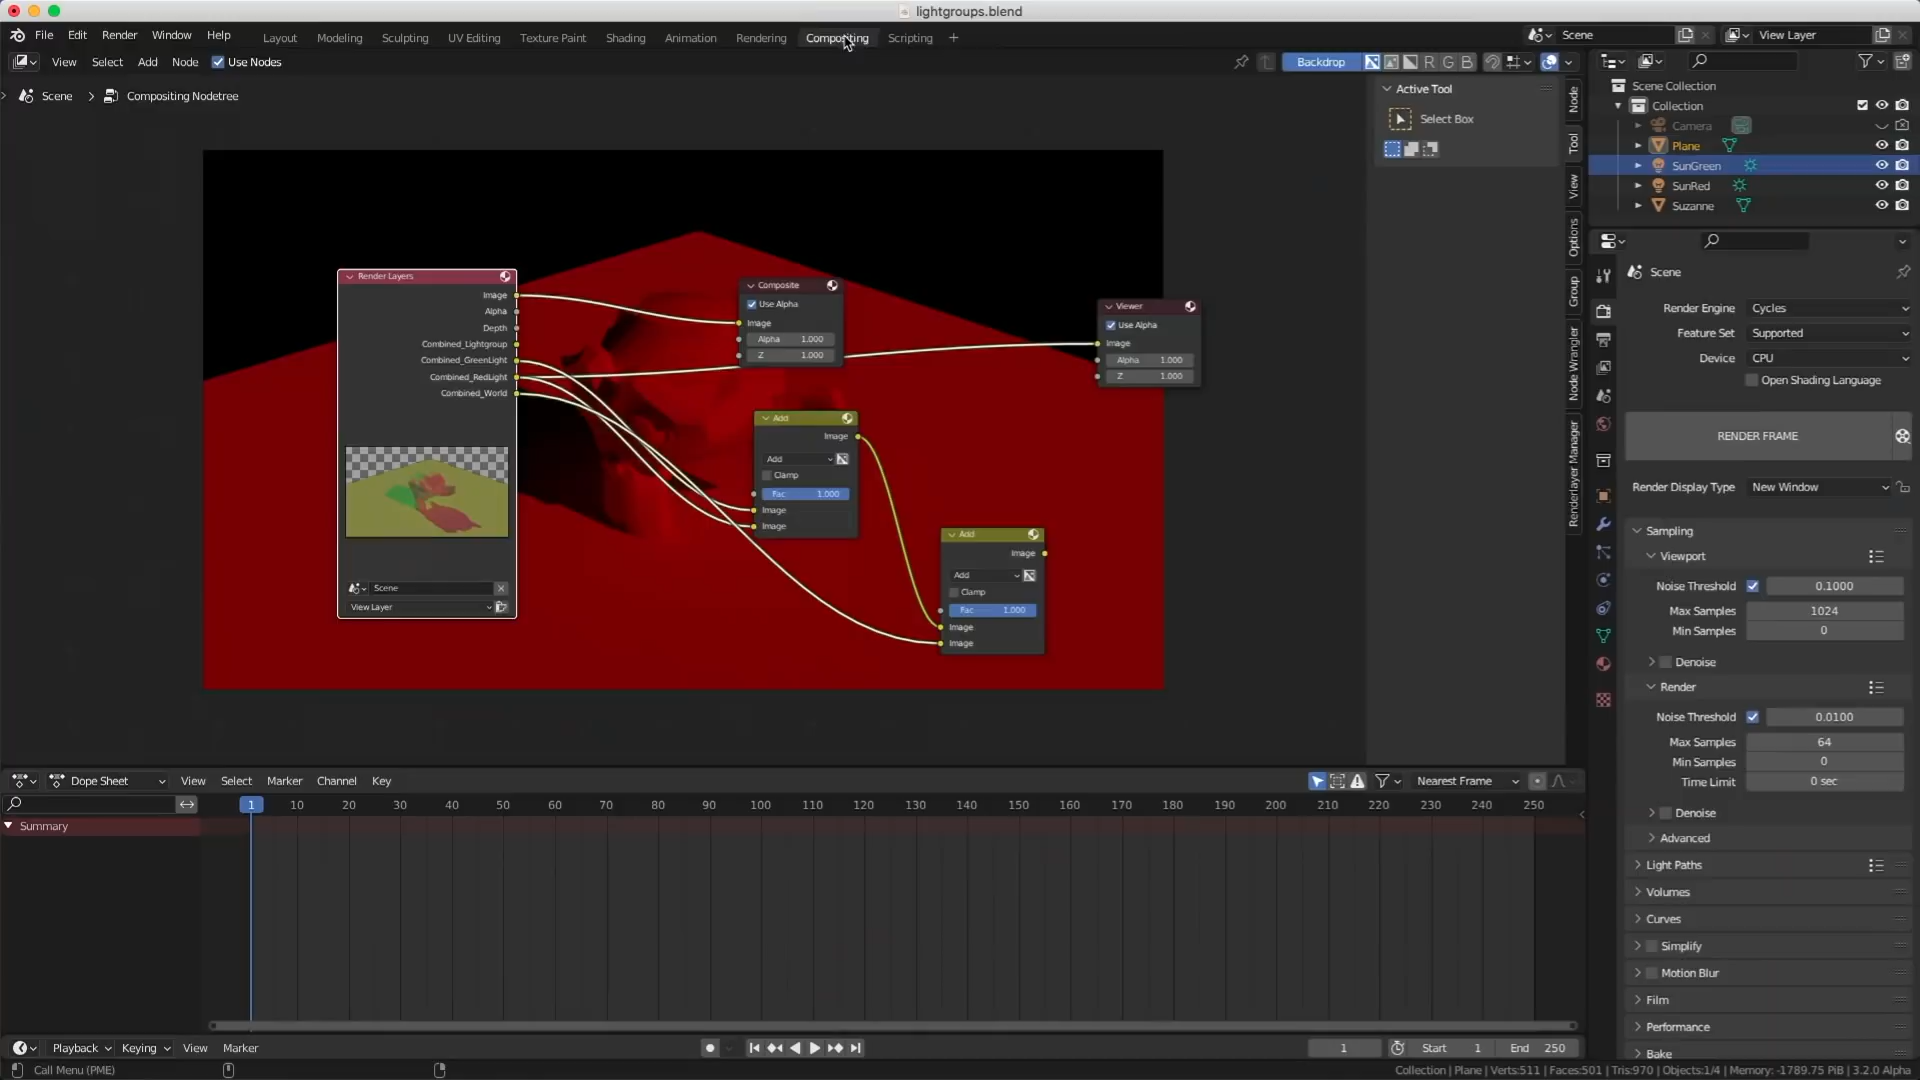 lightgroups.blend
File Edit Render Window Help
Layout Modeling Sculpting UV Editing Texture Paint Shading Animation Rendering Compositing Scripting +
Scene
View Layer
View Select Add Node Use Nodes
Backdrop R G B
Scene > Compositing Nodetree
Active Tool
Select Box
Node
Tool
View
Options
Group
Node Wrangler
Renderlayer Manager
Render Layers
Image
Alpha
Depth
Combined_Lightgroup
Combined_GreenLight
Combined_RedLight
Combined_World
Scene
View Layer
Composite
Use Alpha
Image
Alpha 1.000
Z 1.000
Viewer
Use Alpha
Image
Alpha 1.000
Z 1.000
Add
Image
Add
Clamp
Fac 1.000
Image
Image
Add
Image
Add
Clamp
Fac 1.000
Image
Image
Scene Collection
Collection
Camera
Plane
SunGreen
SunRed
Suzanne
Scene
Render Engine Cycles
Feature Set Supported
Device CPU
Open Shading Language
RENDER FRAME
Render Display Type New Window
Sampling
Viewport
Noise Threshold 0.1000
Max Samples 1024
Min Samples 0
Denoise
Render
Noise Threshold 0.0100
Max Samples 64
Min Samples 0
Time Limit 0 sec
Denoise
Advanced
Light Paths
Volumes
Curves
Simplify
Motion Blur
Film
Performance
Bake
Dope Sheet View Select Marker Channel Key
Nearest Frame
1 10 20 30 40 50 60 70 80 90 100 110 120 130 140 150 160 170 180 190 200 210 220 230 240 250
Summary
Playback Keying View Marker
1 Start 1 End 250
Call Menu (PME)
Collection | Plane | Verts:511 | Faces:501 | Tris:970 | Objects:1/4 | Memory: -1789.75 PiB | 3.2.0 Alpha